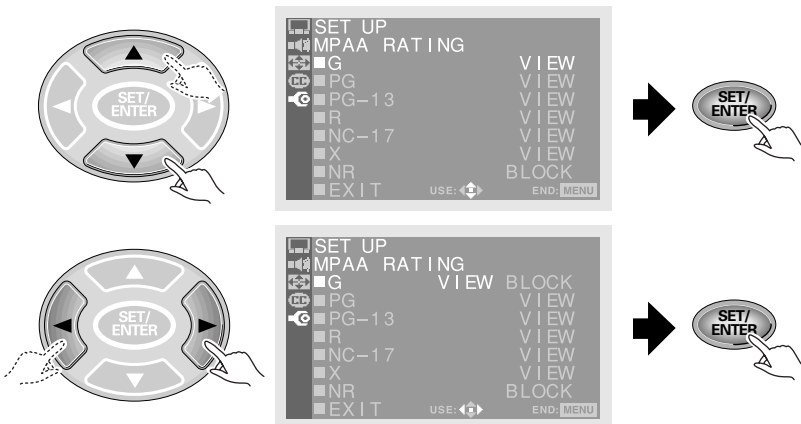 SET/
ENTER
SET UP
MPAA RATING
G VIEW
PG VIEW
PG-13 VIEW
R VIEW
NC-17 VIEW
X VIEW
NR BLOCK
EXIT USE: END: MENU
CC
SET/
ENTER
SET/
ENTER
SET UP
MPAA RATING
G VIEW BLOCK
PG VIEW
PG-13 VIEW
R VIEW
NC-17 VIEW
X VIEW
NR BLOCK
EXIT USE: END: MENU
CC
SET/
ENTER